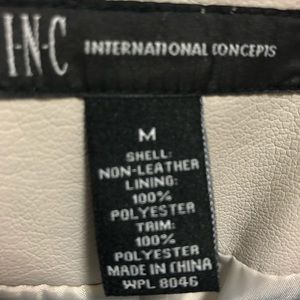 I·N·C INTERNATIONAL CONCEPTS
M
SHELL:
NON-LEATHER
LINING:
100%
POLYESTER
TRIM:
100%
POLYESTER
MADE IN CHINA
WPL 8046